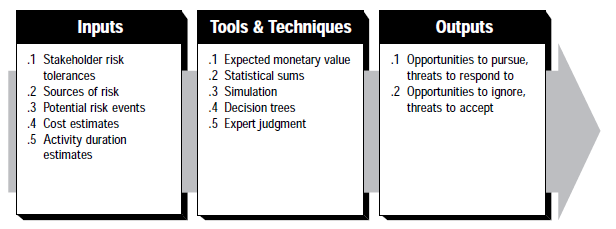 Inputs
.1 Stakeholder risk
tolerances
.2 Sources of risk
.3 Potential risk events
.4 Cost estimates
.5 Activity duration
estimates
Tools & Techniques
.1 Expected monetary value
.2 Statistical sums
.3 Simulation
.4 Decision trees
.5 Expert judgment
Outputs
.1 Opportunities to pursue,
threats to respond to
.2 Opportunities to ignore,
threats to accept